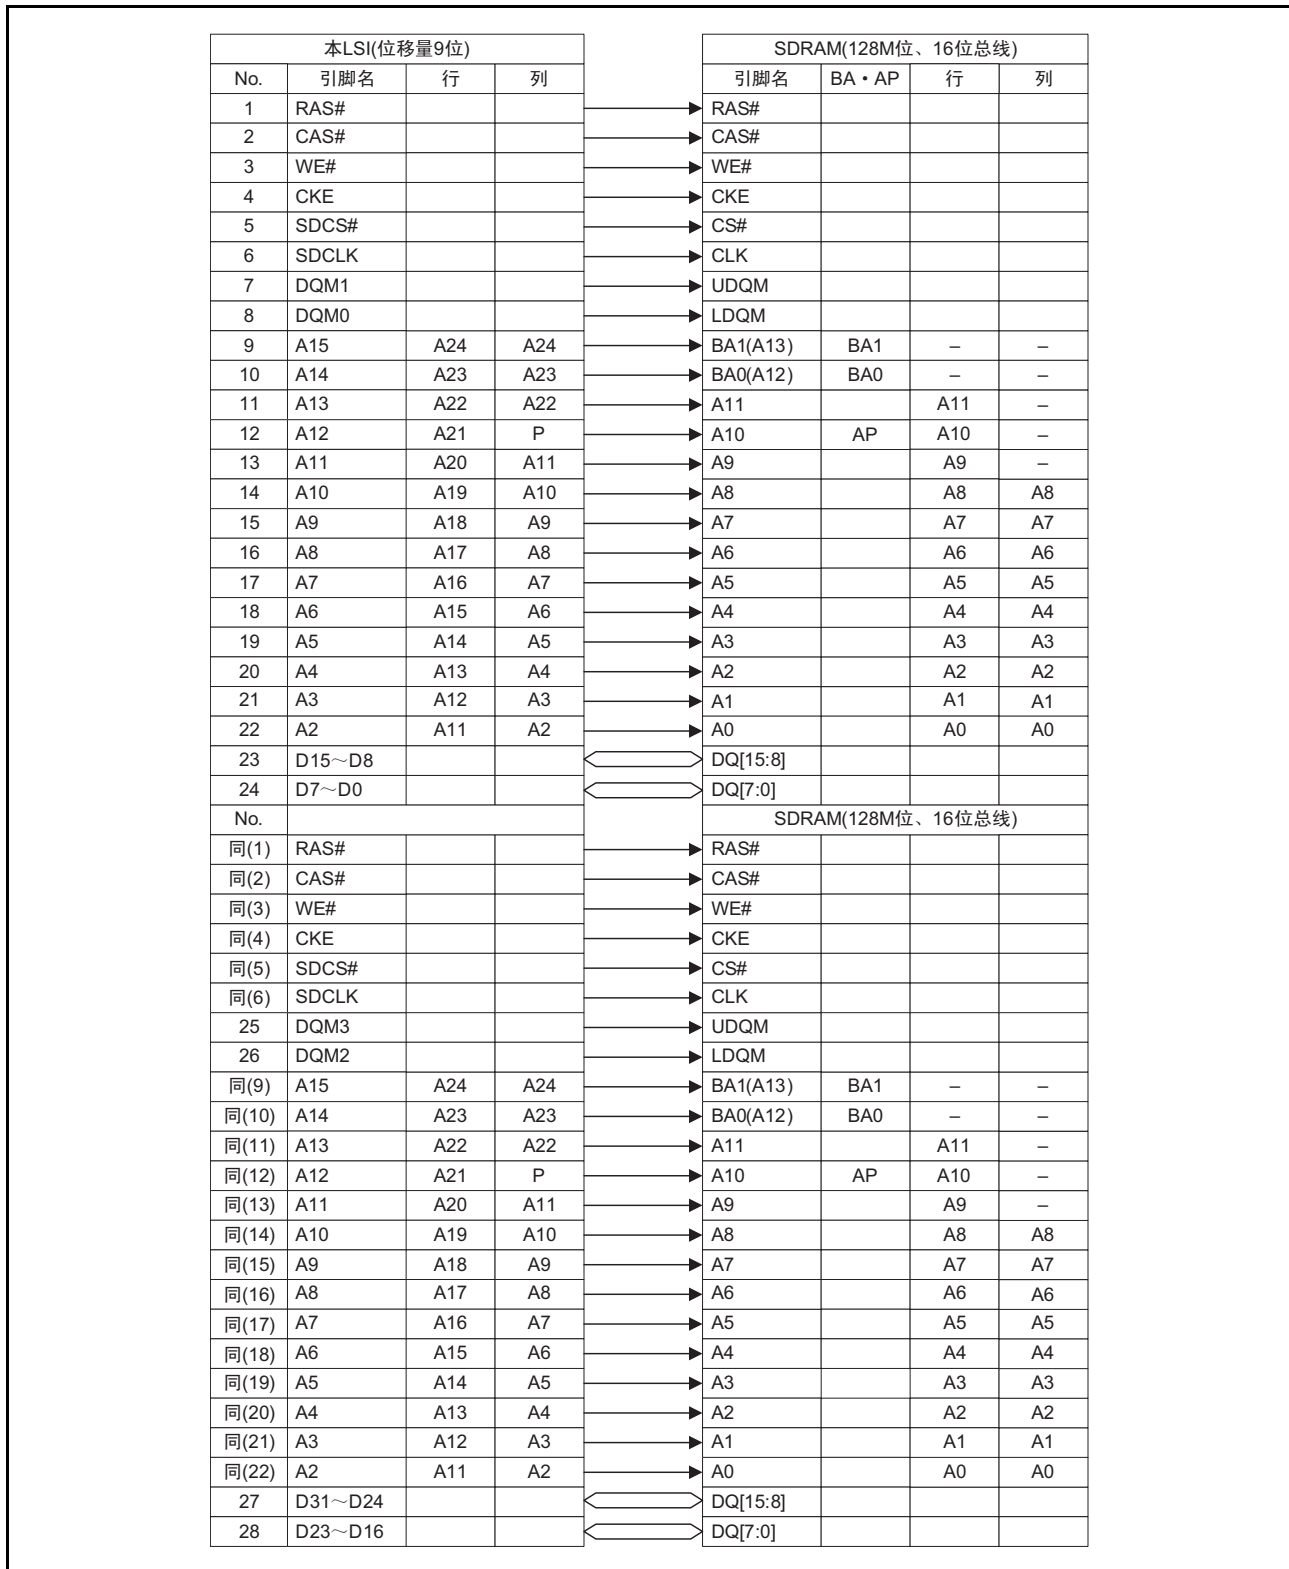 本LSI(位移量9位) SDRAM(128M位、16位总线)
No. 引脚名 行 列 引脚名 BA・AP 行 列
1 RAS# RAS#
2 CAS# CAS#
3 WE# WE#
4 CKE CKE
5 SDCS# CS#
6 SDCLK CLK
7 DQM1 UDQM
8 DQM0 LDQM
9 A15 A24 A24 BA1(A13) BA1 – –
10 A14 A23 A23 BA0(A12) BA0 – –
11 A13 A22 A22 A11 A11 –
12 A12 A21 P A10 AP A10 –
13 A11 A20 A11 A9 A9 –
14 A10 A19 A10 A8 A8 A8
15 A9 A18 A9 A7 A7 A7
16 A8 A17 A8 A6 A6 A6
17 A7 A16 A7 A5 A5 A5
18 A6 A15 A6 A4 A4 A4
19 A5 A14 A5 A3 A3 A3
20 A4 A13 A4 A2 A2 A2
21 A3 A12 A3 A1 A1 A1
22 A2 A11 A2 A0 A0 A0
23 D15～D8 DQ[15:8]
24 D7～D0 DQ[7:0]
No. SDRAM(128M位、16位总线)
同(1) RAS# RAS#
同(2) CAS# CAS#
同(3) WE# WE#
同(4) CKE CKE
同(5) SDCS# CS#
同(6) SDCLK CLK
25 DQM3 UDQM
26 DQM2 LDQM
同(9) A15 A24 A24 BA1(A13) BA1 – –
同(10) A14 A23 A23 BA0(A12) BA0 – –
同(11) A13 A22 A22 A11 A11 –
同(12) A12 A21 P A10 AP A10 –
同(13) A11 A20 A11 A9 A9 –
同(14) A10 A19 A10 A8 A8 A8
同(15) A9 A18 A9 A7 A7 A7
同(16) A8 A17 A8 A6 A6 A6
同(17) A7 A16 A7 A5 A5 A5
同(18) A6 A15 A6 A4 A4 A4
同(19) A5 A14 A5 A3 A3 A3
同(20) A4 A13 A4 A2 A2 A2
同(21) A3 A12 A3 A1 A1 A1
同(22) A2 A11 A2 A0 A0 A0
27 D31～D24 DQ[15:8]
28 D23～D16 DQ[7:0]